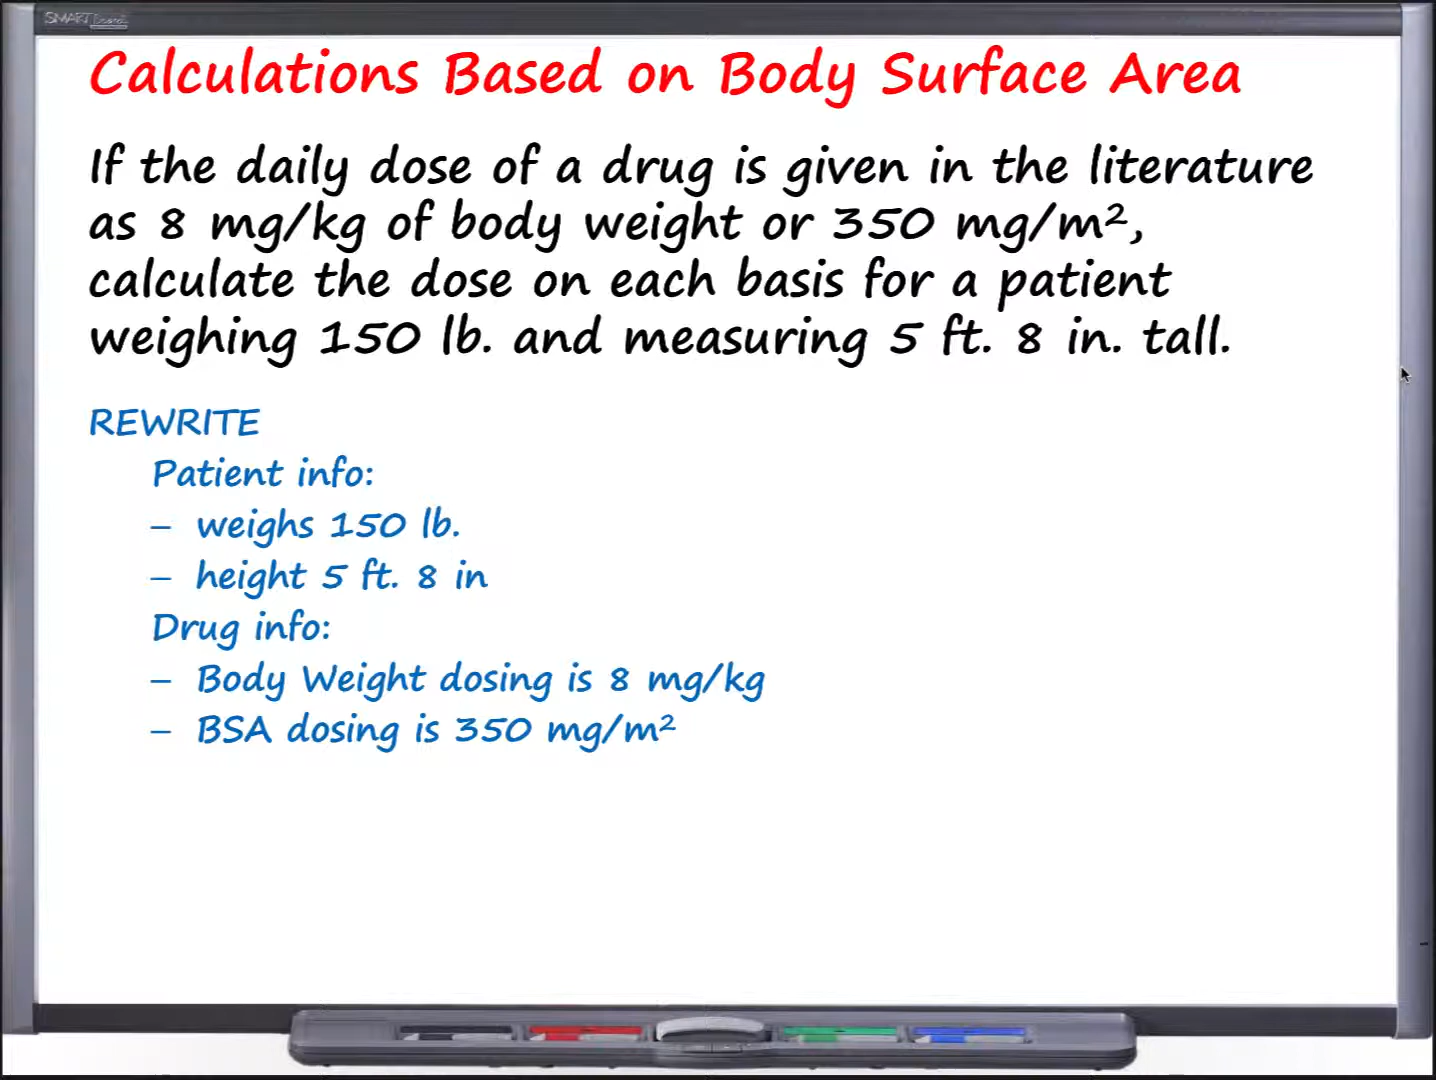 SMART Board
Calculations Based on Body Surface Area
If the daily dose of a drug is given in the literature
as 8 mg/kg of body weight or 350 mg/m²,
calculate the dose on each basis for a patient
weighing 150 lb. and measuring 5 ft. 8 in. tall.
REWRITE
Patient info:
– weighs 150 lb.
– height 5 ft. 8 in
Drug info:
– Body Weight dosing is 8 mg/kg
– BSA dosing is 350 mg/m²